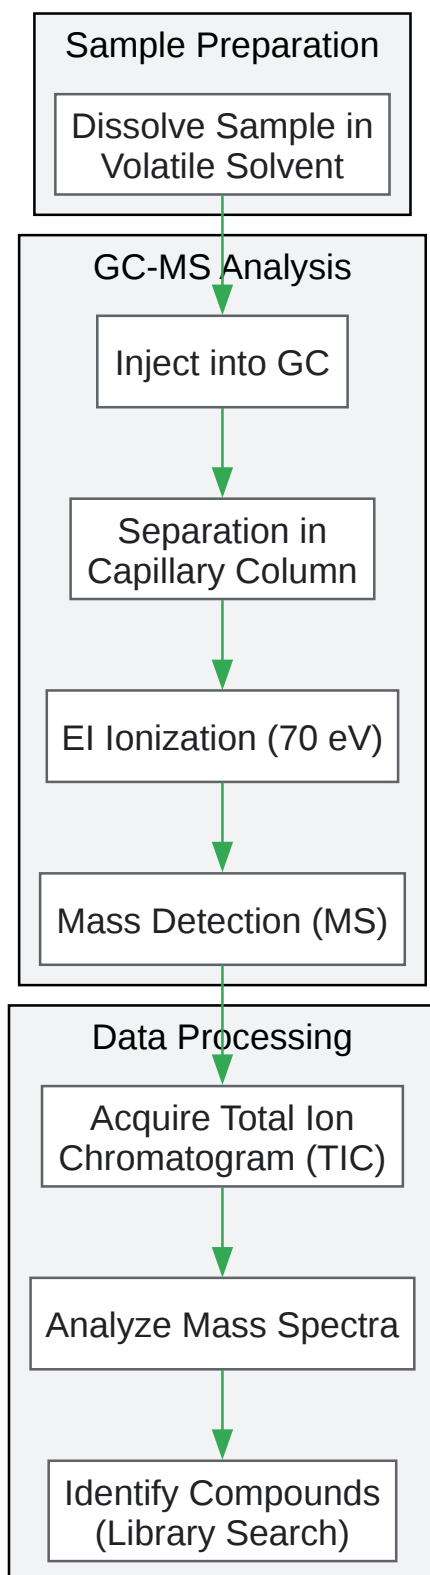 Sample Preparation
Dissolve Sample in
Volatile Solvent
GC-MS Analysis
Inject into GC
Separation in
Capillary Column
EI Ionization (70 eV)
Mass Detection (MS)
Data Processing
Acquire Total Ion
Chromatogram (TIC)
Analyze Mass Spectra
Identify Compounds
(Library Search)